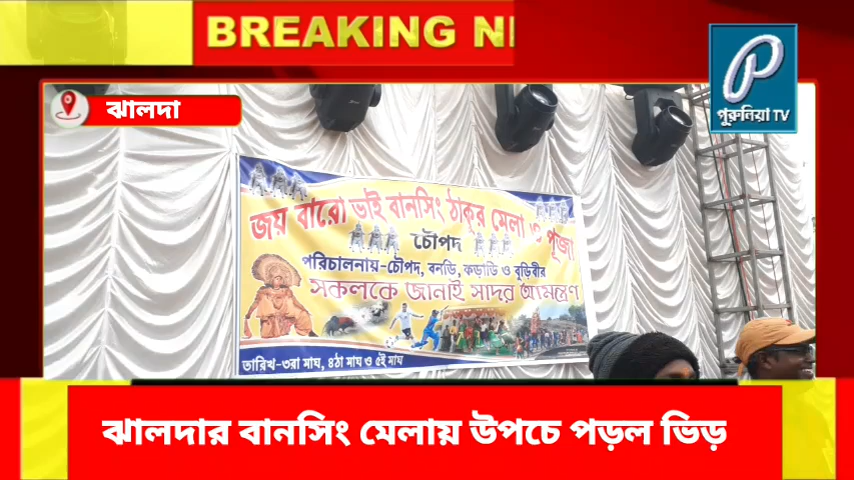 BREAKING NE
পুরুলিয়া TV
ঝালদা
জয় বারো ভাই বানসিং ঠাকুর মেলা ও পূজা
চৌপদ
পরিচালনায়-চৌপদ, বনডি, কড়াডি ও বুড়িবীর
সকলকে জানাই সাদর আমন্ত্রণ
তারিখ-৩রা মাঘ, ৪ঠা মাঘ ও ৫ই মাঘ
ঝালদার বানসিং মেলায় উপচে পড়ল ভিড়